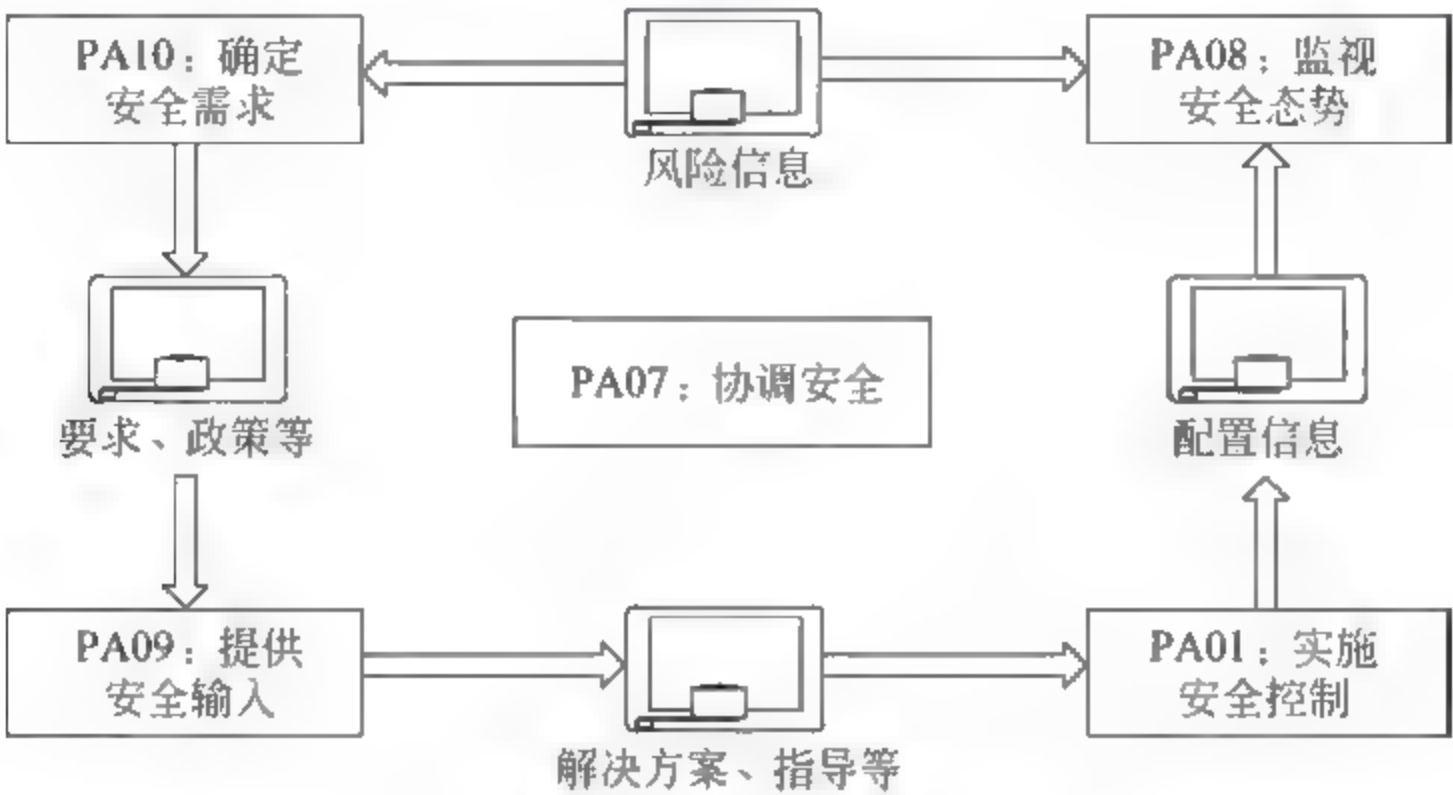 PA10：确定
安全需求
风险信息
PA08：监视
安全态势
要求、政策等
PA07：协调安全
配置信息
PA09：提供
安全输入
解决方案、指导等
PA01：实施
安全控制